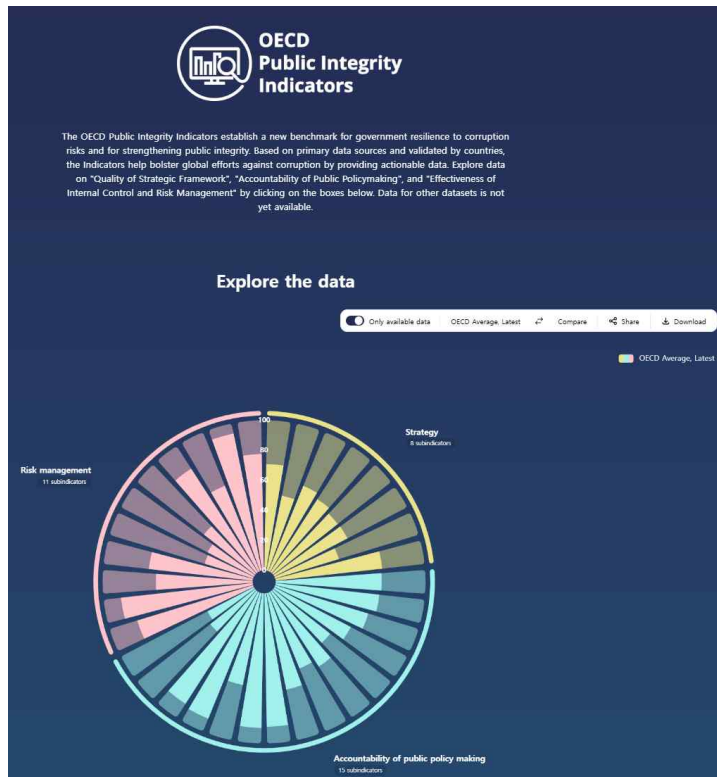 OECD
Public Integrity
Indicators
The OECD Public Integrity Indicators establish a new benchmark for government resilience to corruption
risks and for strengthening public integrity. Based on primary data sources and validated by countries,
the Indicators help bolster global efforts against corruption by providing actionable data. Explore data
on "Quality of Strategic Framework", "Accountability of Public Policymaking", and "Effectiveness of
Internal Control and Risk Management" by clicking on the boxes below. Data for other datasets is not
yet available.
Explore the data
Only available data OECD Average, Latest Compare Share Download
OECD Average, Latest
100
Strategy
8 subindicators
80
Risk management
11 subindicators
60
40
20
0
Accountability of public policy making
15 subindicators